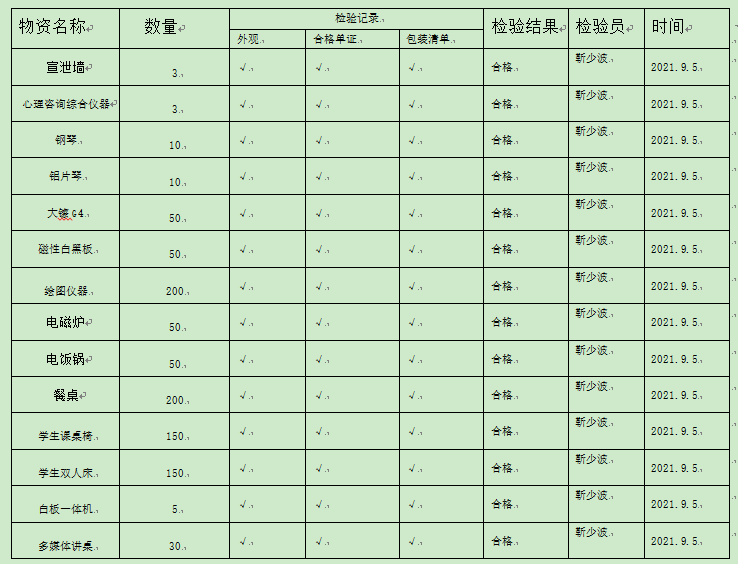 物资名称 数量 检验记录 检验结果 检验员 时间
外观 合格单证 包装清单
宣泄墙 3 √ √ √ 合格 靳少波 2021.9.5
心理咨询综合仪器 3 √ √ √ 合格 靳少波 2021.9.5
钢琴 10 √ √ √ 合格 靳少波 2021.9.5
铝片琴 10 √ √ √ 合格 靳少波 2021.9.5
大镲G4 50 √ √ √ 合格 靳少波 2021.9.5
磁性白黑板 50 √ √ √ 合格 靳少波 2021.9.5
绘图仪器 200 √ √ √ 合格 靳少波 2021.9.5
电磁炉 50 √ √ √ 合格 靳少波 2021.9.5
电饭锅 50 √ √ √ 合格 靳少波 2021.9.5
餐桌 200 √ √ √ 合格 靳少波 2021.9.5
学生课桌椅 150 √ √ √ 合格 靳少波 2021.9.5
学生双人床 150 √ √ √ 合格 靳少波 2021.9.5
白板一体机 5 √ √ √ 合格 靳少波 2021.9.5
多媒体讲桌 30 √ √ √ 合格 靳少波 2021.9.5